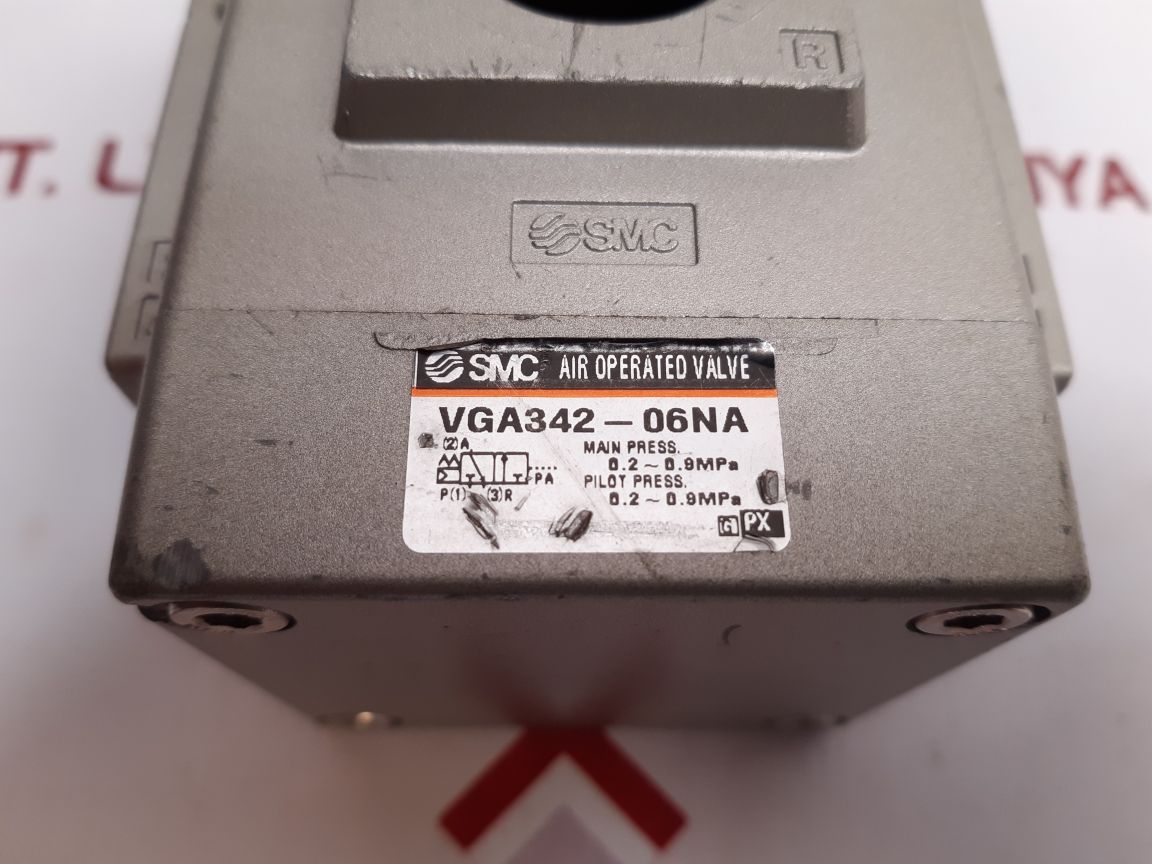 R
T. L
IYA
SMC
SMC AIR OPERATED VALVE
VGA342-06NA
(2)A
MAIN PRESS.
0.2~0.9MPa
PA
PILOT PRESS.
P(1) (3)R
0.2~0.9MPa
G PX